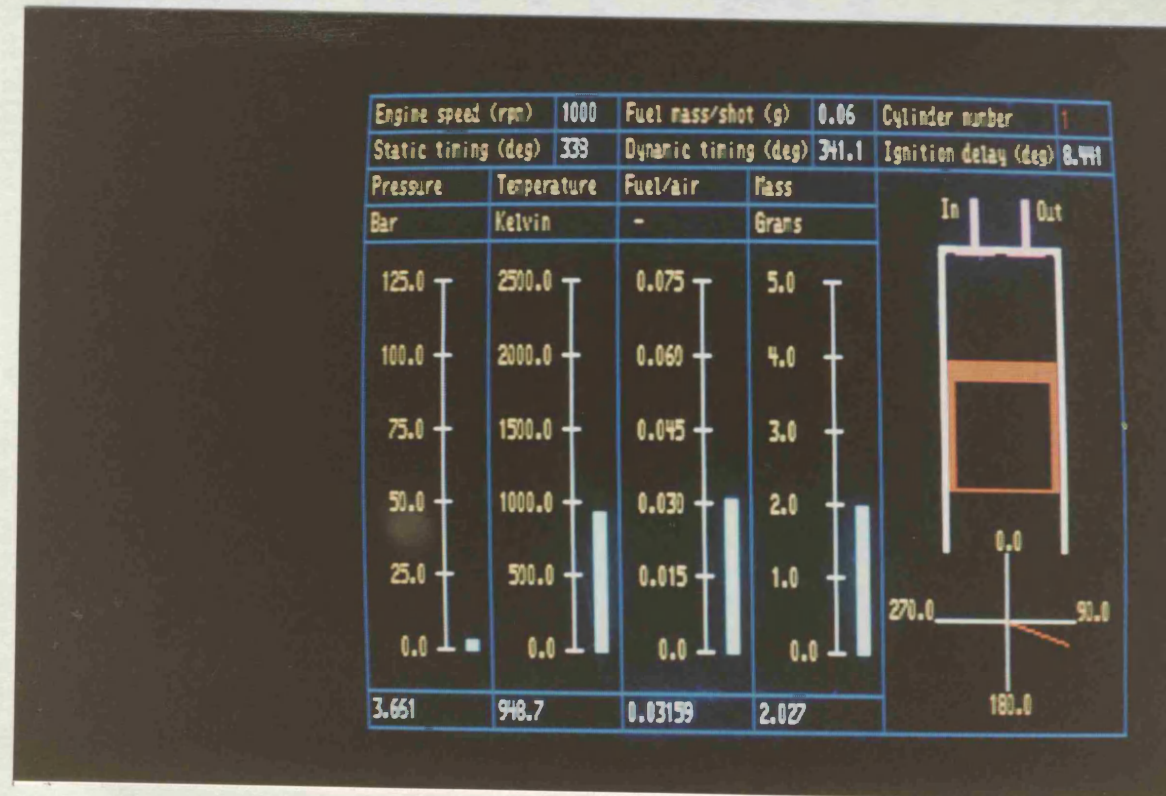 Engine speed (rpm) 1000 Fuel mass/shot (g) 0.06 Cylinder number 1
Static timing (deg) Dynamic timing (deg) 341.1 Ignition delay (deg) 8.441
Pressure Temperature Fuel/air Mass
Bar Kelvin - Grams
In Out
125.0 2500.0 0.075 5.0
100.0 2000.0 0.060 4.0
75.0 1500.0 0.045 3.0
50.0 1000.0 0.030 2.0
0.0
25.0 500.0 0.015 1.0
270.0 90.0
0.0 0.0 0.0 0.0
180.0
3.661 948.7 0.03159 2.027